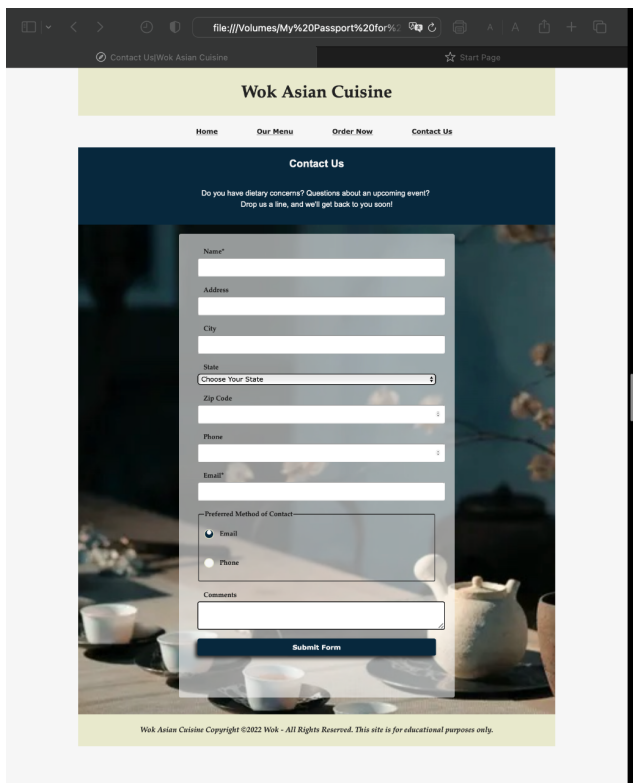 file:///Volumes/My%20Passport%20for%2
A A
Contact Us|Wok Asian Cuisine
Start Page
Wok Asian Cuisine
Home Our Menu Order Now Contact Us
Contact Us
Do you have dietary concerns? Questions about an upcoming event?
Drop us a line, and we'll get back to you soon!
Name*
Address
City
State
Choose Your State
Zip Code
Phone
Email*
Preferred Method of Contact
Email
Phone
Comments
Submit Form
Wok Asian Cuisine Copyright ©2022 Wok - All Rights Reserved. This site is for educational purposes only.